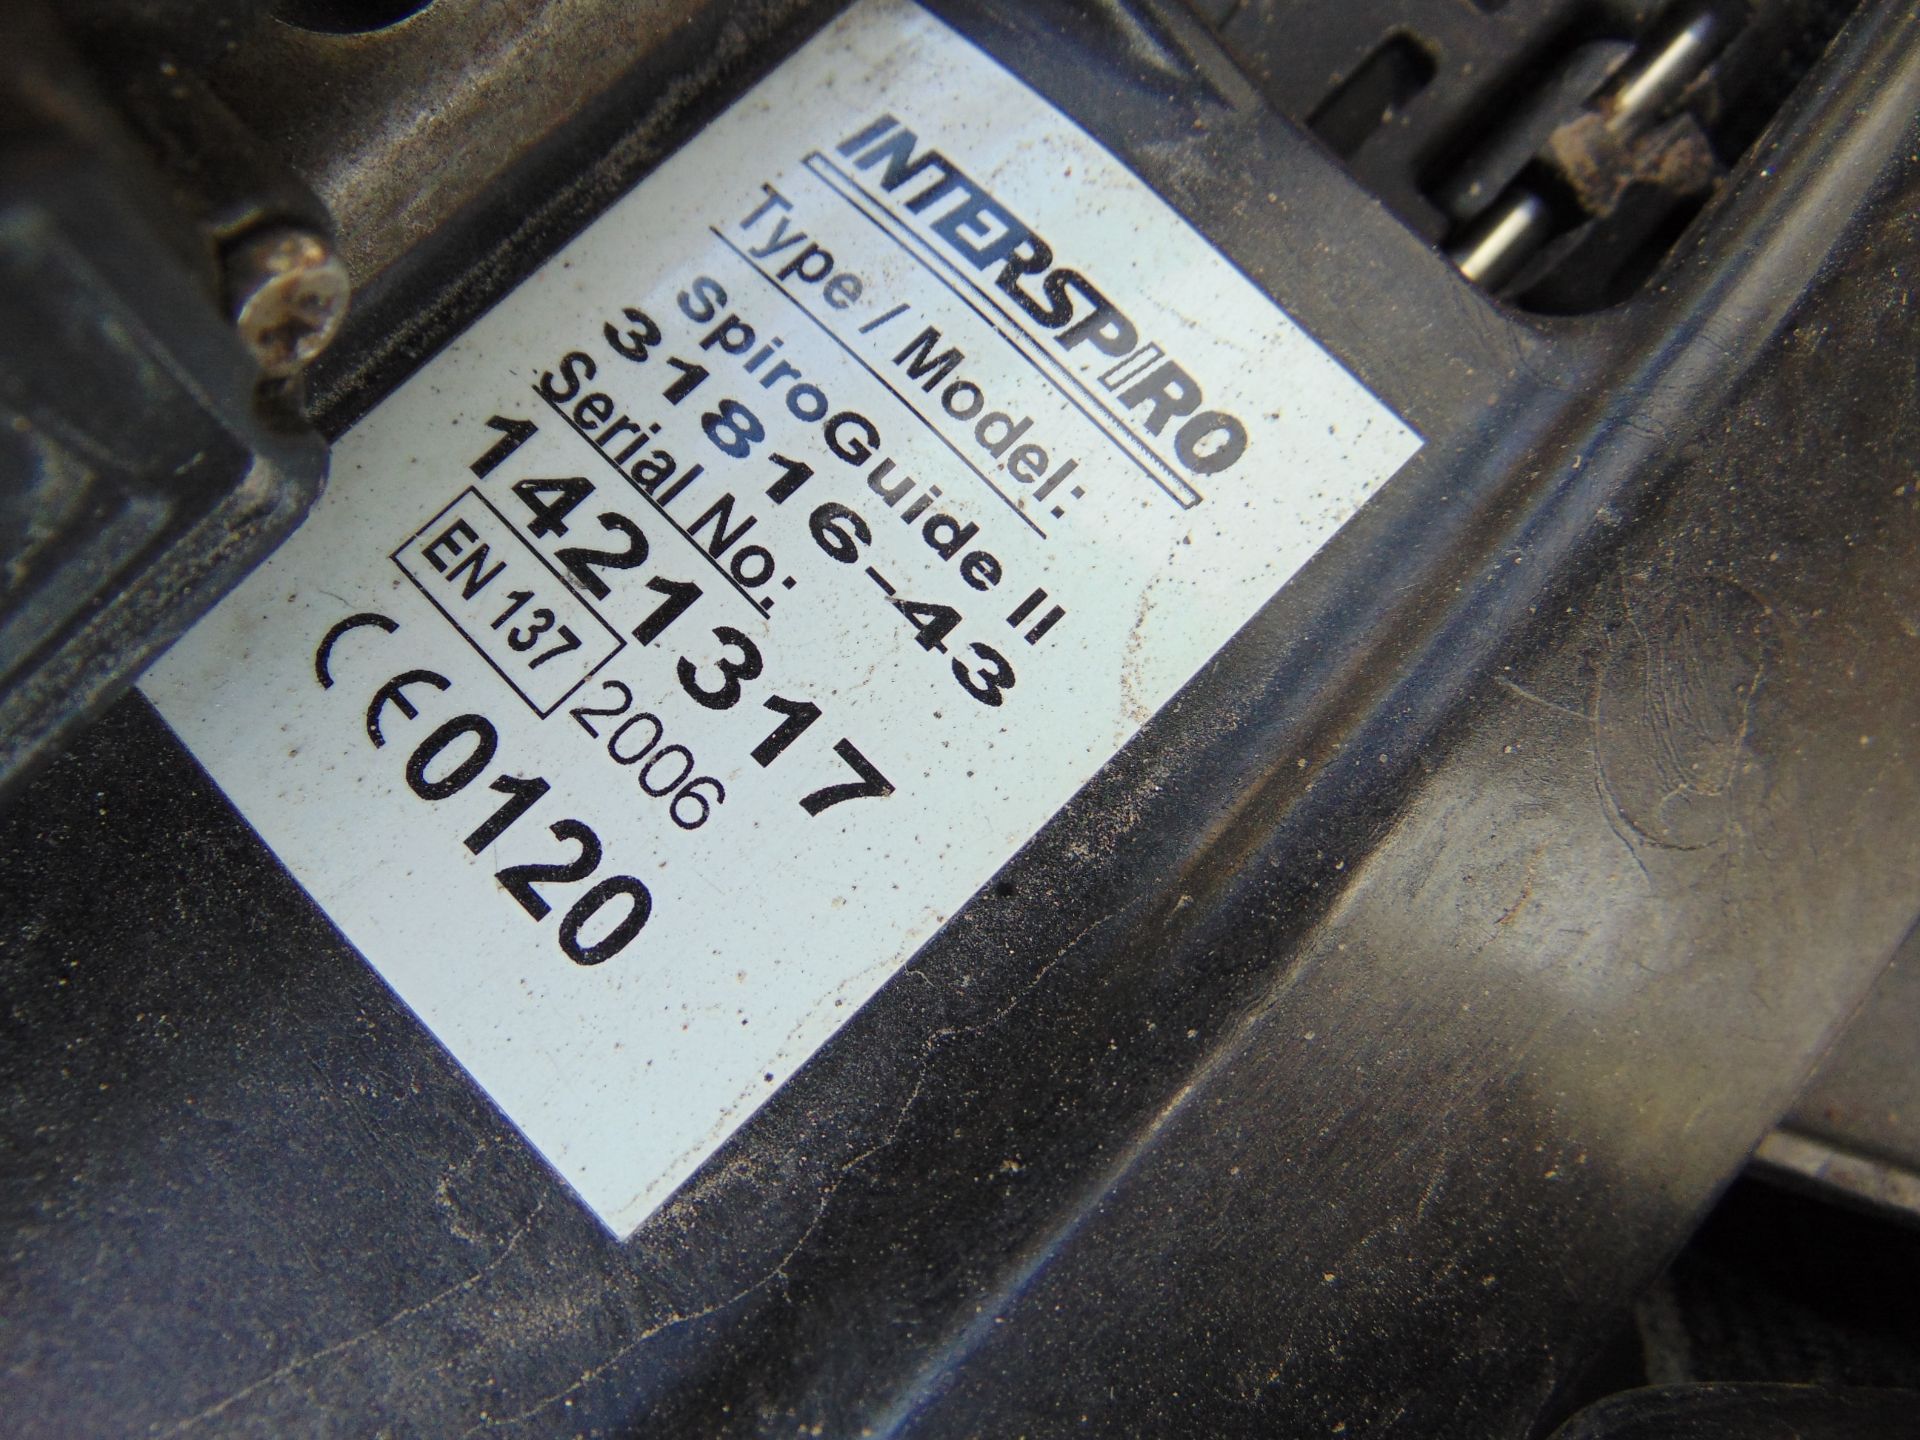 INTERSPIRO
Type / Model:
SpiroGuide II
31816-43
Serial No:
1421317
EN 137 2006
CE0120